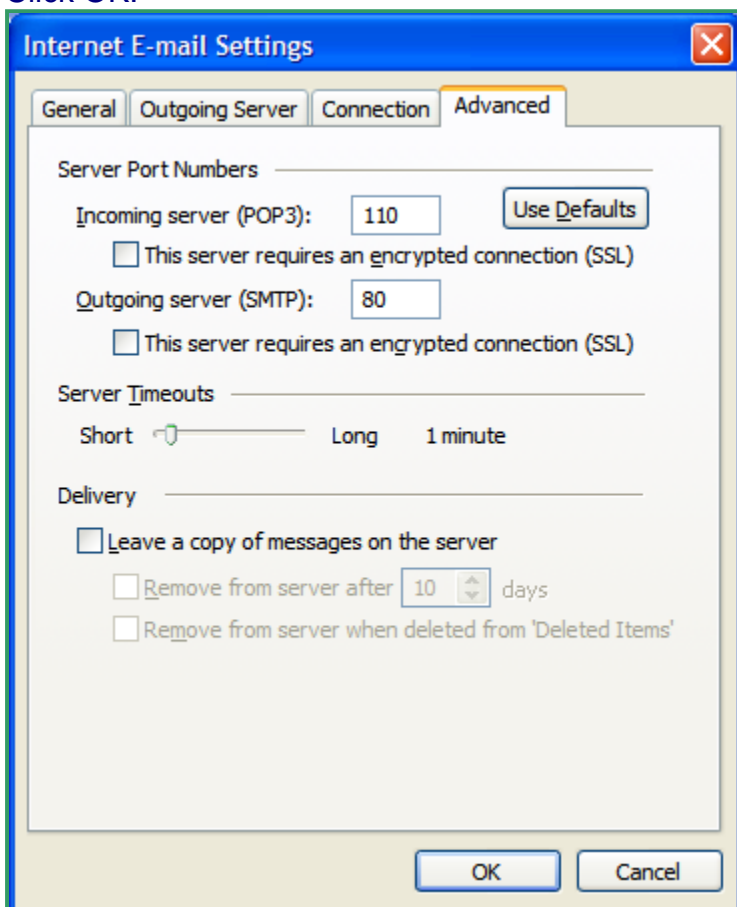 Click OK.
Internet E-mail Settings
General Outgoing Server Connection Advanced
Server Port Numbers
Incoming server (POP3): 110 Use Defaults
This server requires an encrypted connection (SSL)
Outgoing server (SMTP): 80
This server requires an encrypted connection (SSL)
Server Timeouts
Short Long 1 minute
Delivery
Leave a copy of messages on the server
Remove from server after 10 days
Remove from server when deleted from 'Deleted Items'
OK Cancel